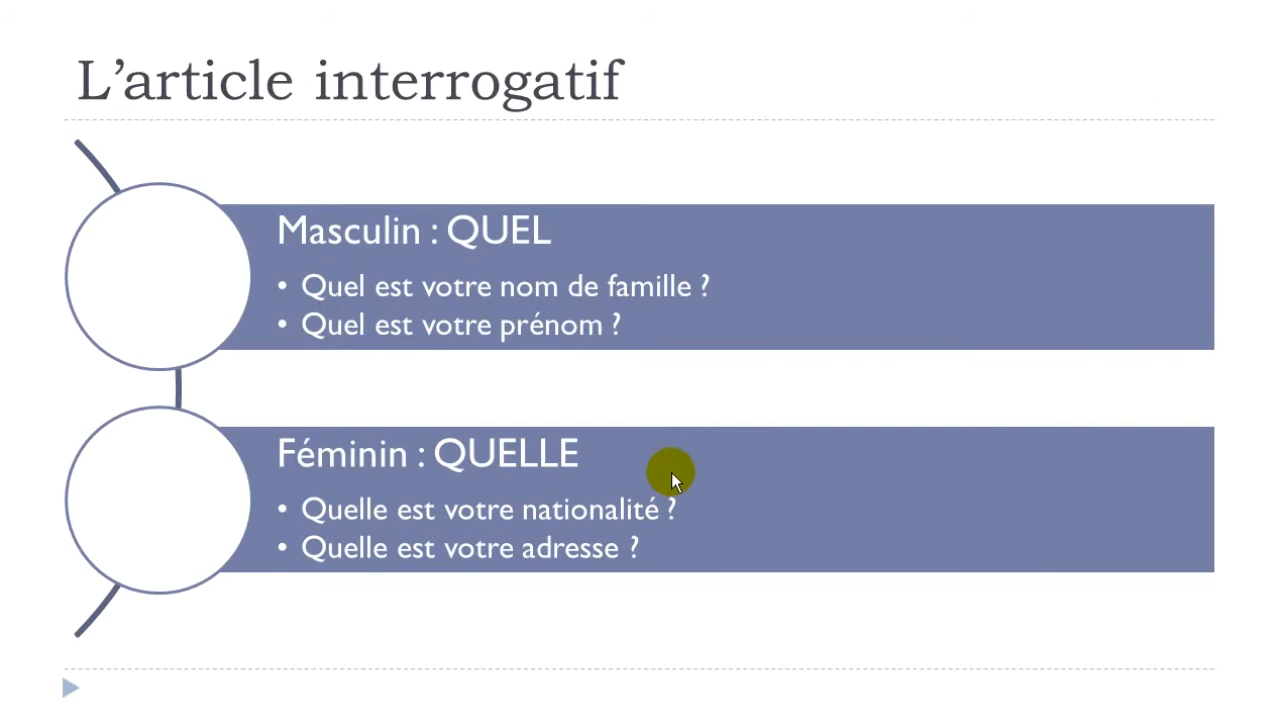 L’article interrogatif
Masculin : QUEL
• Quel est votre nom de famille ?
• Quel est votre prénom ?
Féminin : QUELLE
• Quelle est votre nationalité ?
• Quelle est votre adresse ?